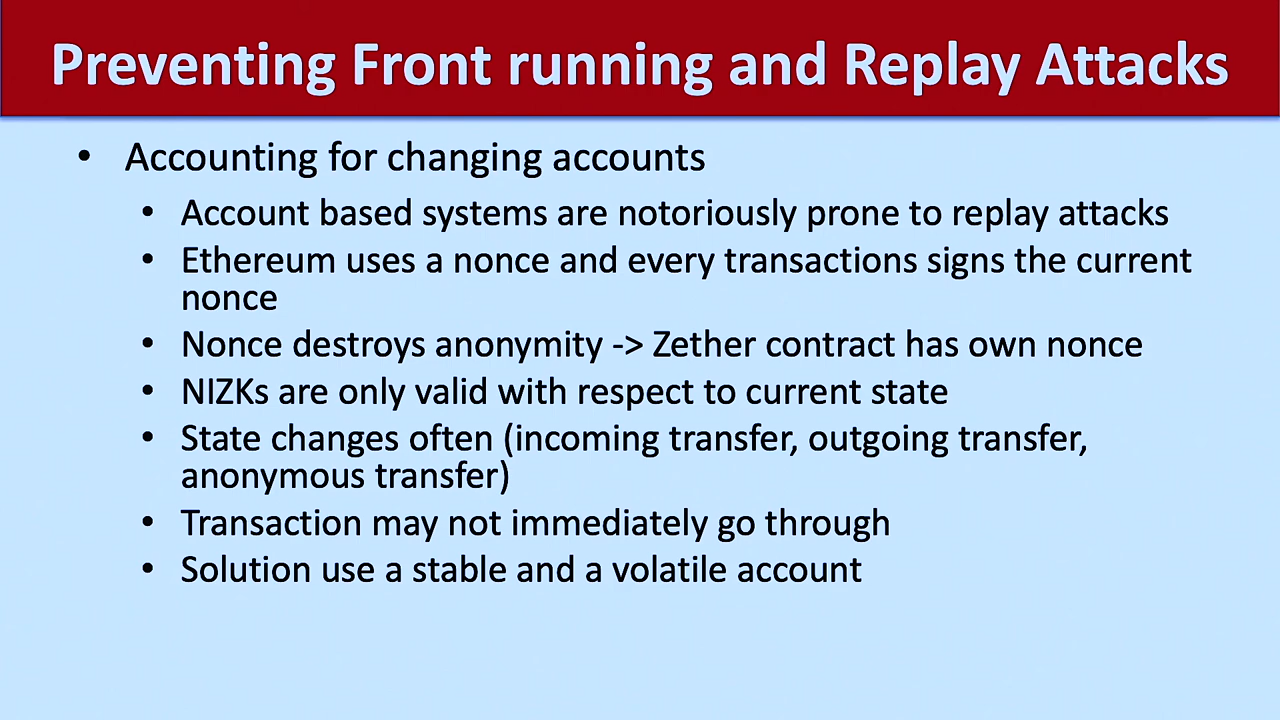 Preventing Front running and Replay Attacks
• Accounting for changing accounts
• Account based systems are notoriously prone to replay attacks
• Ethereum uses a nonce and every transactions signs the current
nonce
• Nonce destroys anonymity -> Zether contract has own nonce
• NIZKs are only valid with respect to current state
• State changes often (incoming transfer, outgoing transfer,
anonymous transfer)
• Transaction may not immediately go through
• Solution use a stable and a volatile account